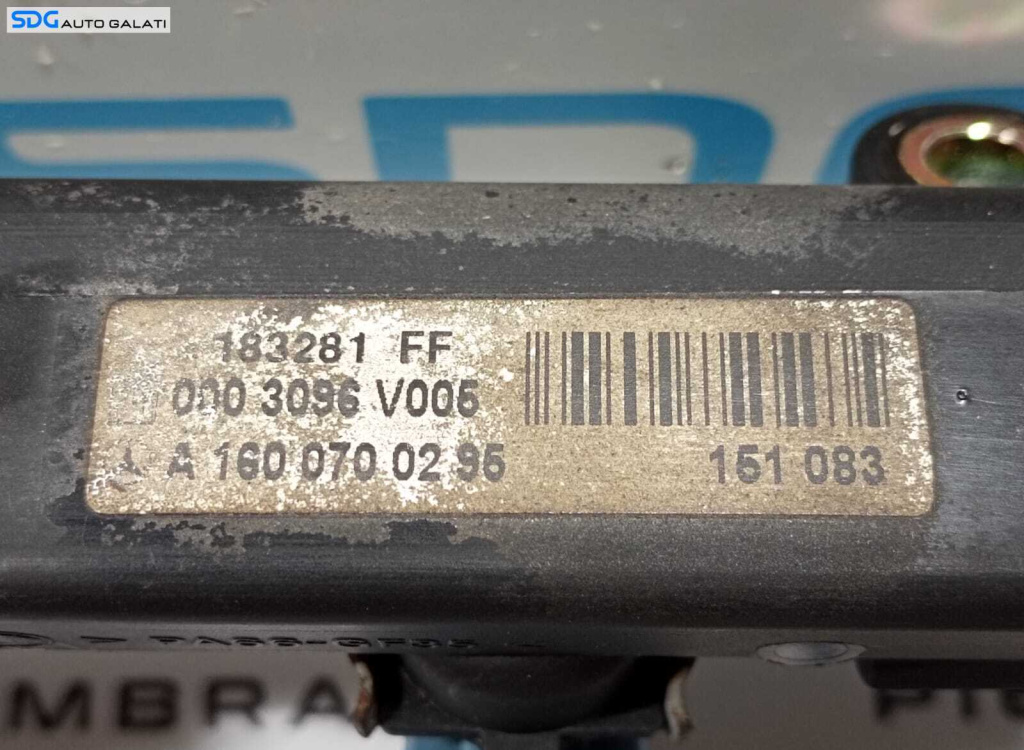 SDG AUTO GALATI
183281 FF
000 3096 V005
A 160 070 02 95
151 083